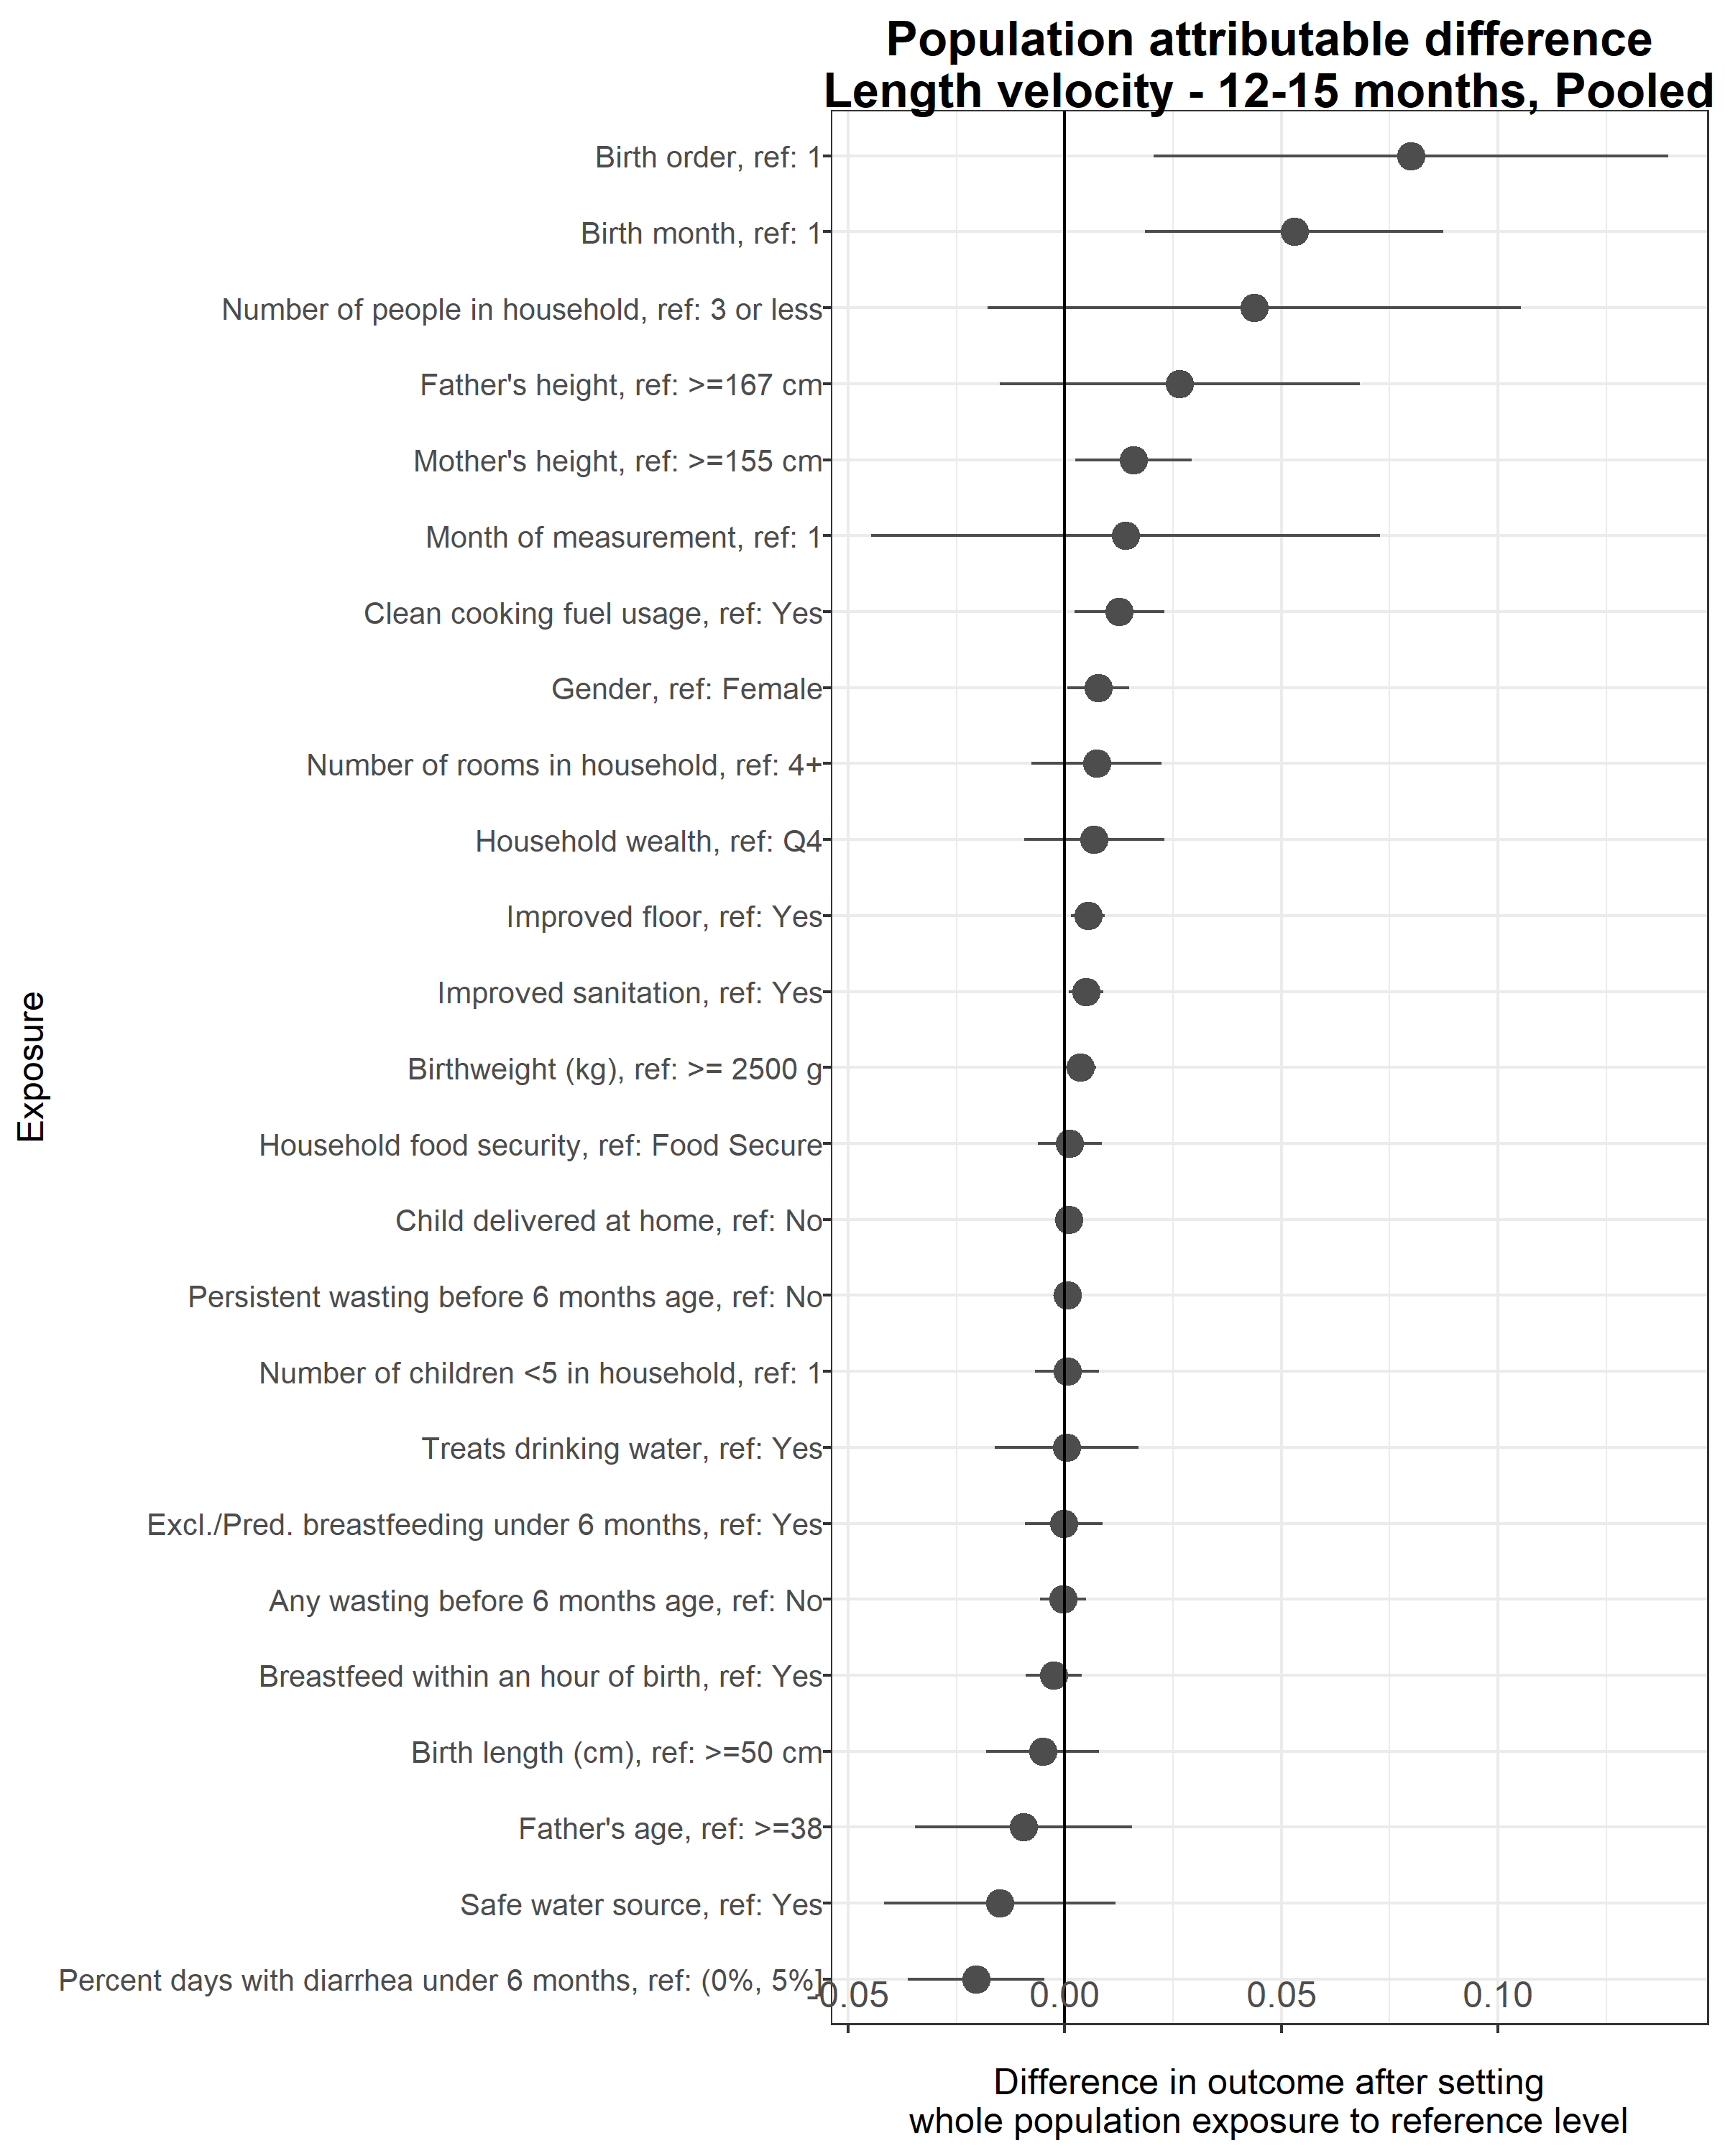 Population attributable difference
Length velocity - 12-15 months, Pooled
Birth order, ref: 1
Birth month, ref: 1
Number of people in household, ref: 3 or less
Father's height, ref: >=167 cm
Mother's height, ref: >=155 cm
Month of measurement, ref: 1
Clean cooking fuel usage, ref: Yes
Gender, ref: Female
Number of rooms in household, ref: 4+
Household wealth, ref: Q4
Improved floor, ref: Yes
Improved sanitation, ref: Yes
Birthweight (kg), ref: >= 2500 g
Household food security, ref: Food Secure
Child delivered at home, ref: No
Persistent wasting before 6 months age, ref: No
Number of children <5 in household, ref: 1
Treats drinking water, ref: Yes
Excl./Pred. breastfeeding under 6 months, ref: Yes
Any wasting before 6 months age, ref: No
Breastfeed within an hour of birth, ref: Yes
Birth length (cm), ref: >=50 cm
Father's age, ref: >=38
Safe water source, ref: Yes
Percent days with diarrhea under 6 months, ref: (0%, 5%]
Exposure
-0.05 0.00 0.05 0.10
Difference in outcome after setting
whole population exposure to reference level